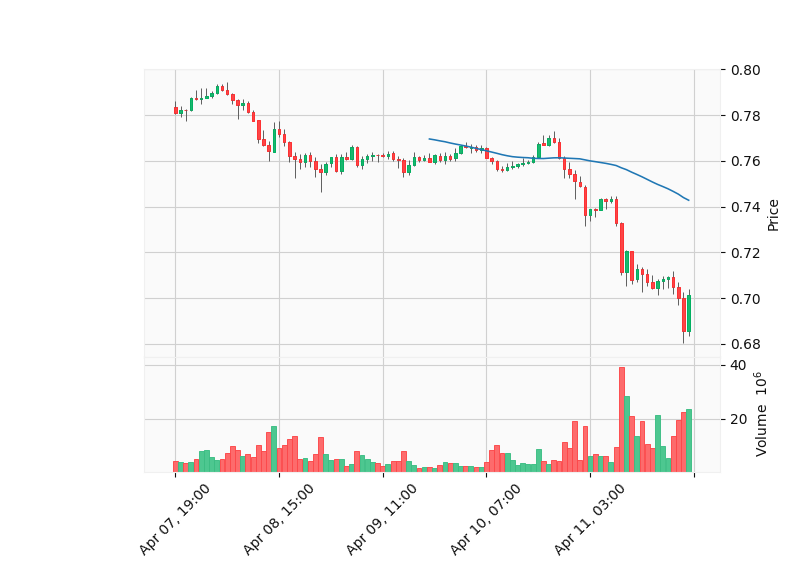 0.80
0.78
0.76
0.74
0.72
0.70
0.68
Price
40
20
Volume 10^6
Apr 07, 19:00
Apr 08, 15:00
Apr 09, 11:00
Apr 10, 07:00
Apr 11, 03:00